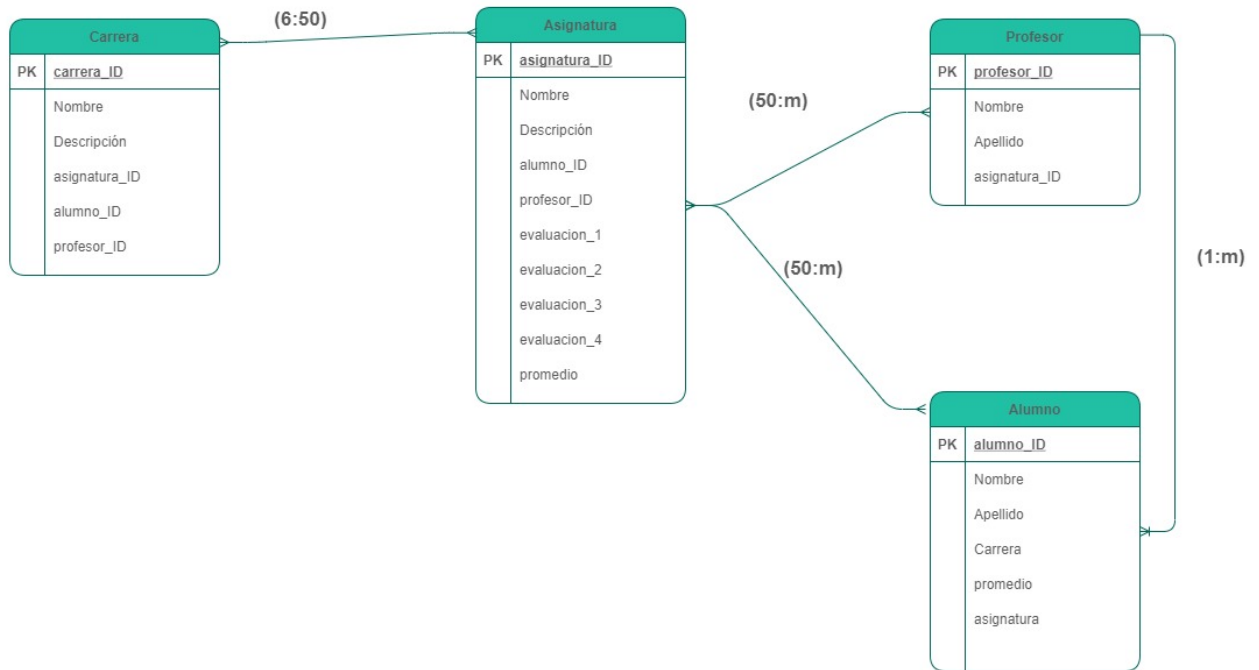 (6:50)
Carrera
PK carrera_ID
Nombre
Descripción
asignatura_ID
alumno_ID
profesor_ID
Asignatura
PK asignatura_ID
Nombre
Descripción
alumno_ID
profesor_ID
evaluacion_1
evaluacion_2
evaluacion_3
evaluacion_4
promedio
(50:m)
(50:m)
Profesor
PK profesor_ID
Nombre
Apellido
asignatura_ID
(1:m)
Alumno
PK alumno_ID
Nombre
Apellido
Carrera
promedio
asignatura